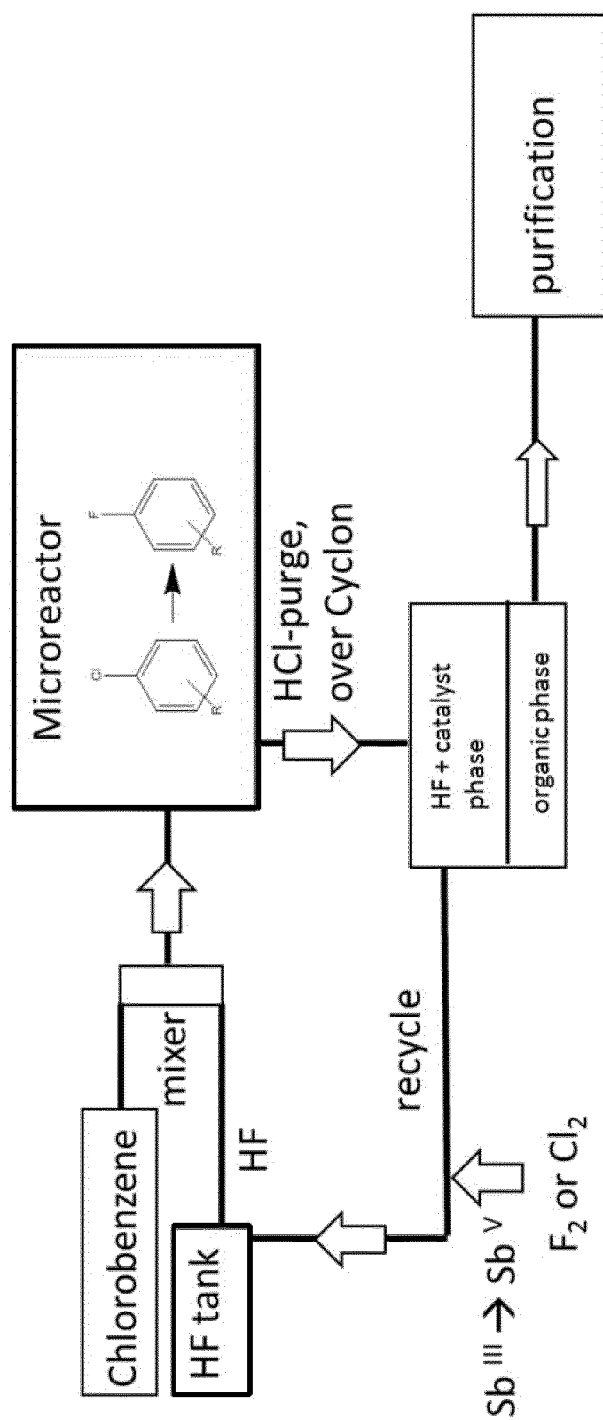 Chlorobenzene
mixer
HF tank
HF
Microreactor
Cl
R
F
R
HCl-purge,
over Cyclon
HF + catalyst
phase
organic phase
recycle
Sb III → Sb V
F2 or Cl2
purification